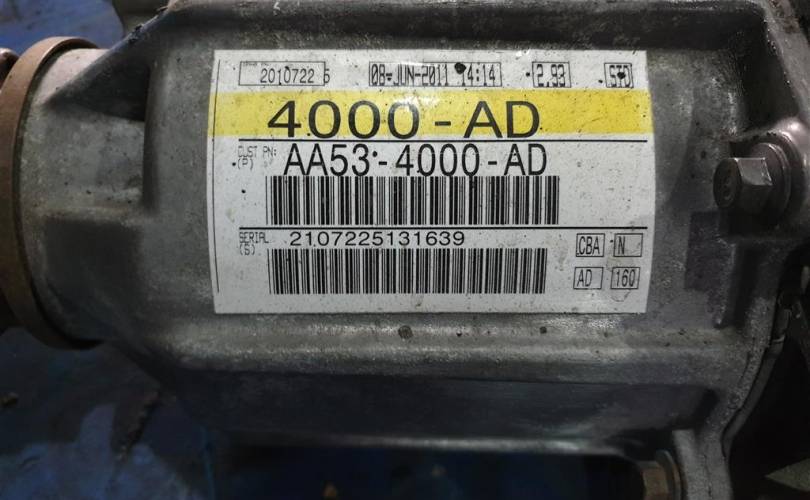 2010722 5 08-JUN-2011 14:14 2.93 STD
4000-AD
CUST PN: (P) AA53-4000-AD
SERIAL (S) 2107225131639
CBA N
AD 160